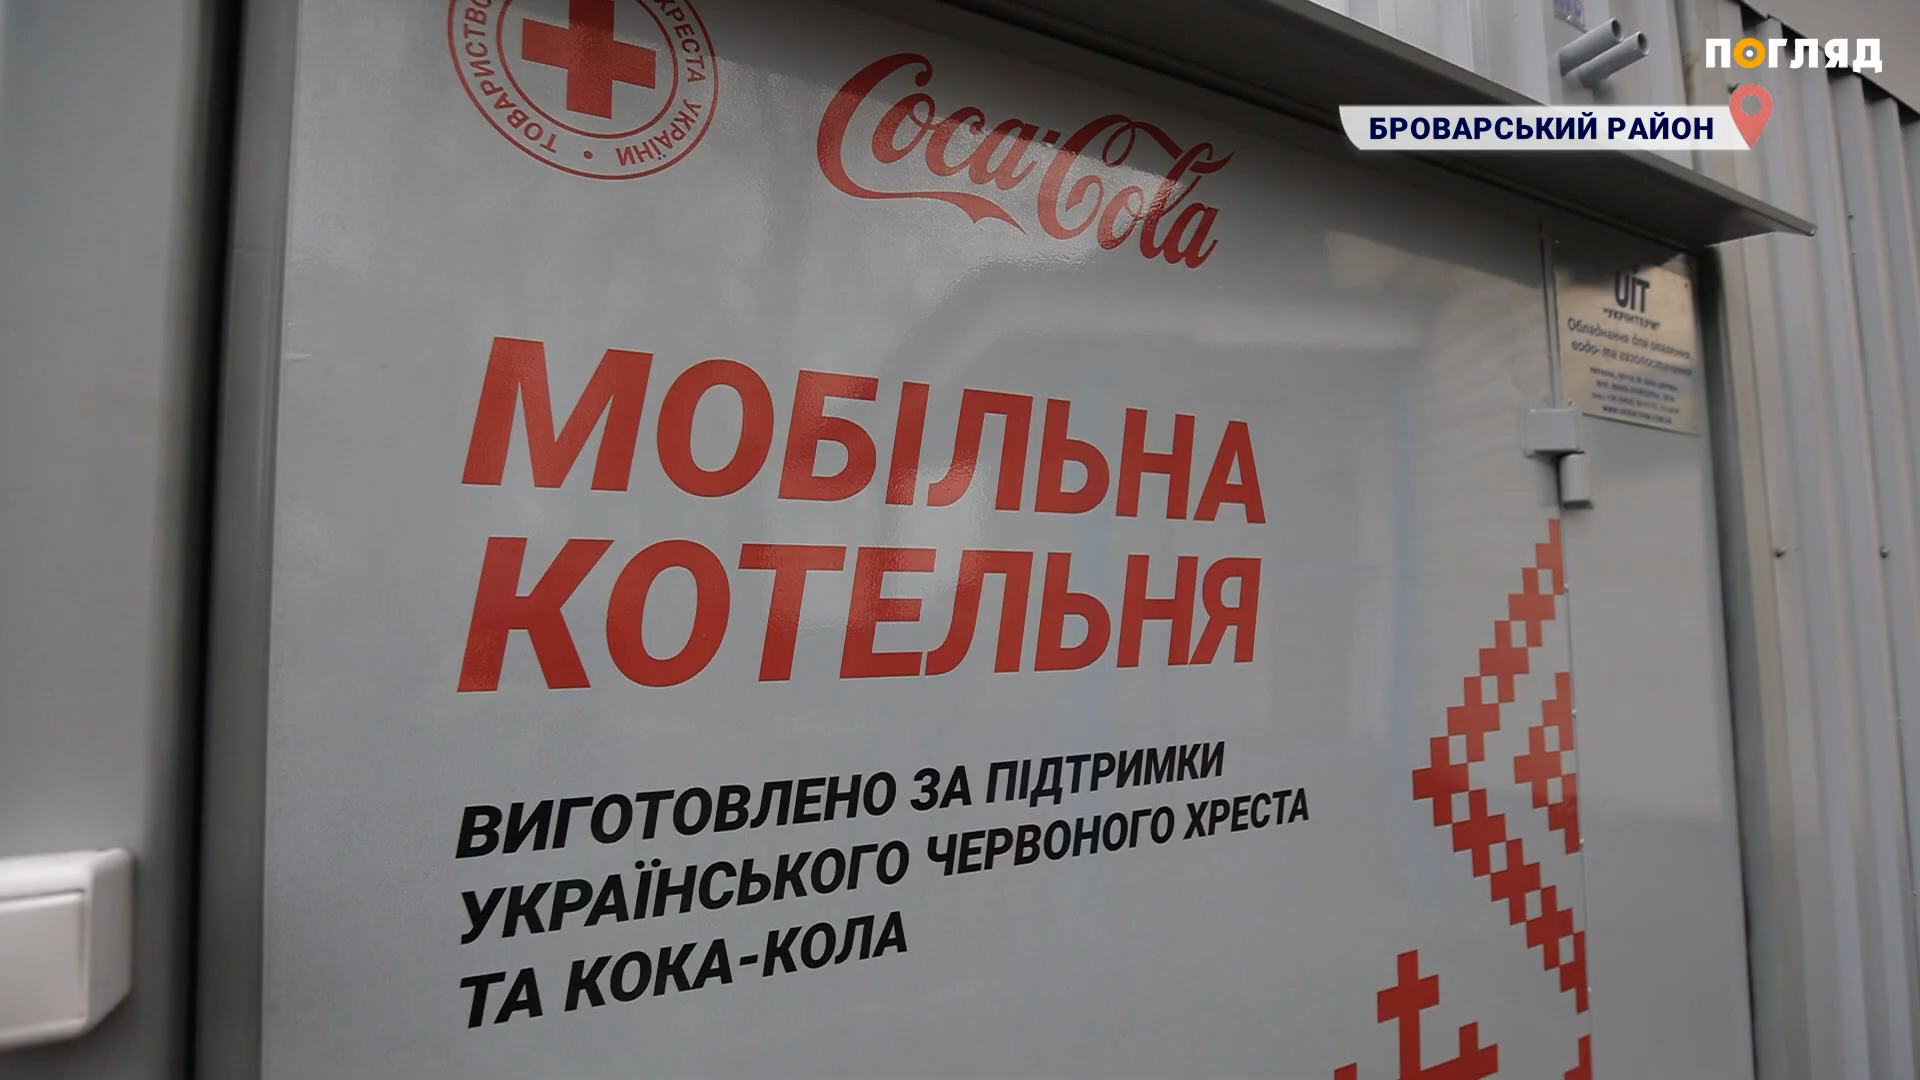 ПОГЛЯД
БРОВАРСЬКИЙ РАЙОН
ТОВАРИСТВО ХРЕСТА УКРАЇНИ
Coca-Cola
UIT
"УКРІНТЕРМ"
Обладнання для опалення,
водо- та газопостачання
МОБІЛЬНА
КОТЕЛЬНЯ
ВИГОТОВЛЕНО ЗА ПІДТРИМКИ
УКРАЇНСЬКОГО ЧЕРВОНОГО ХРЕСТА
ТА КОКА-КОЛА